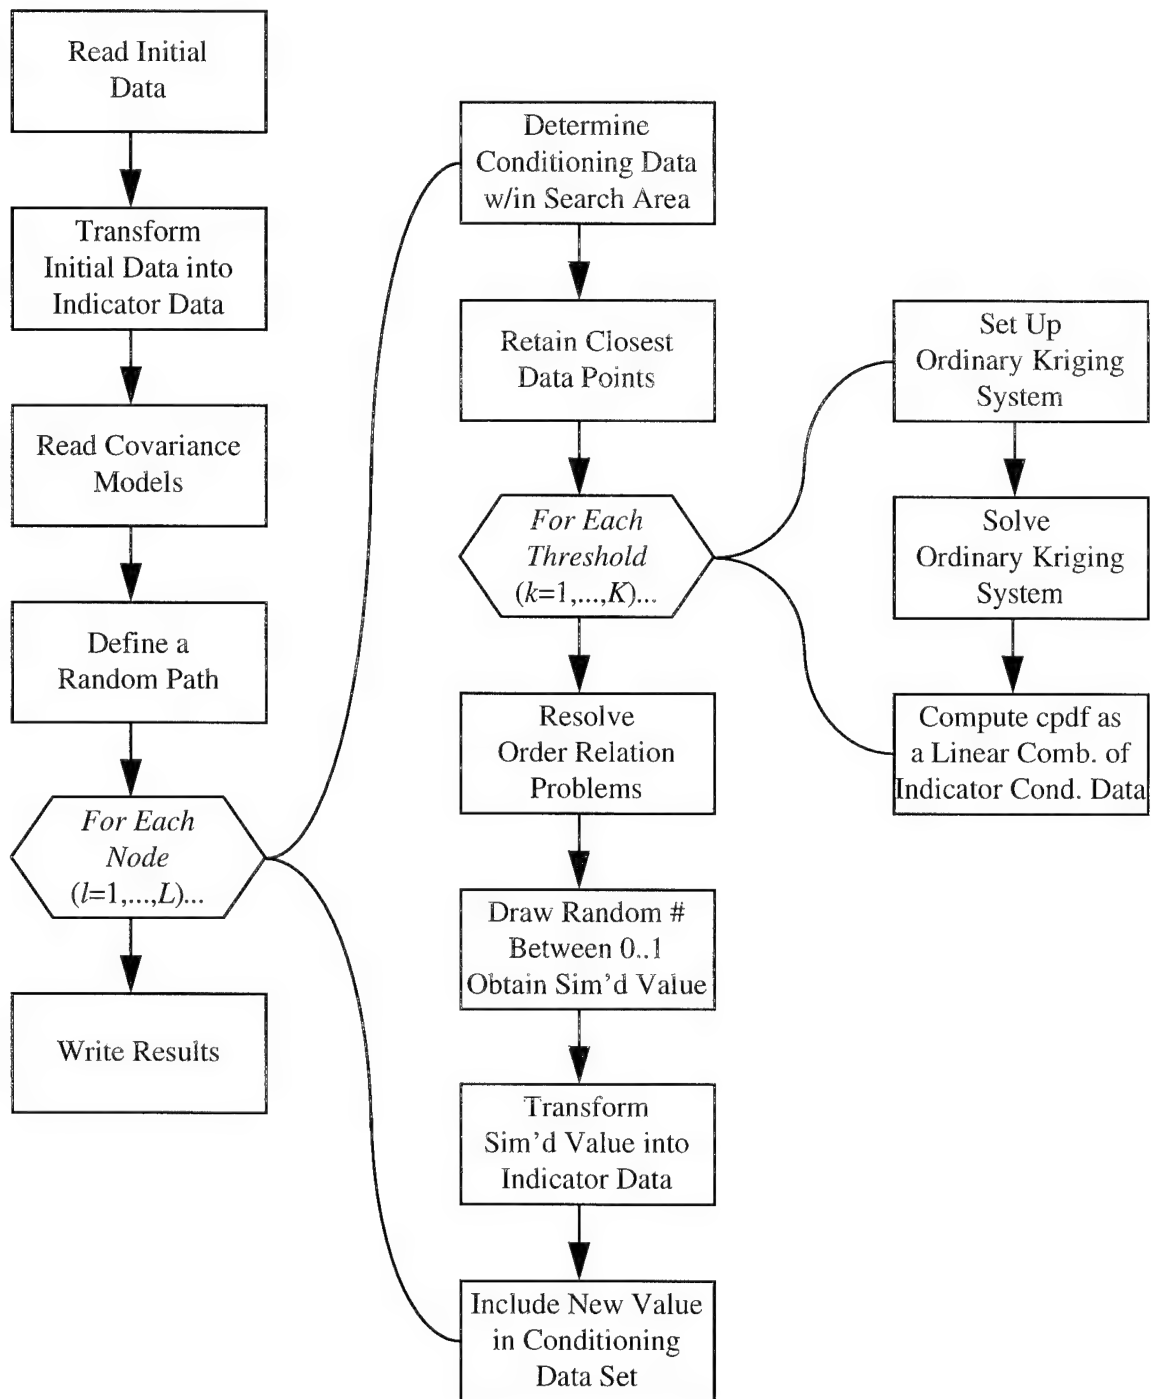 Read Initial
Data
Transform
Initial Data into
Indicator Data
Read Covariance
Models
Define a
Random Path
For Each
Node
(l=1,...,L)...
Write Results
Determine
Conditioning Data
w/in Search Area
Retain Closest
Data Points
For Each
Threshold
(k=1,...,K)...
Resolve
Order Relation
Problems
Draw Random #
Between 0..1
Obtain Sim'd Value
Transform
Sim'd Value into
Indicator Data
Include New Value
in Conditioning
Data Set
Set Up
Ordinary Kriging
System
Solve
Ordinary Kriging
System
Compute cpdf as
a Linear Comb. of
Indicator Cond. Data